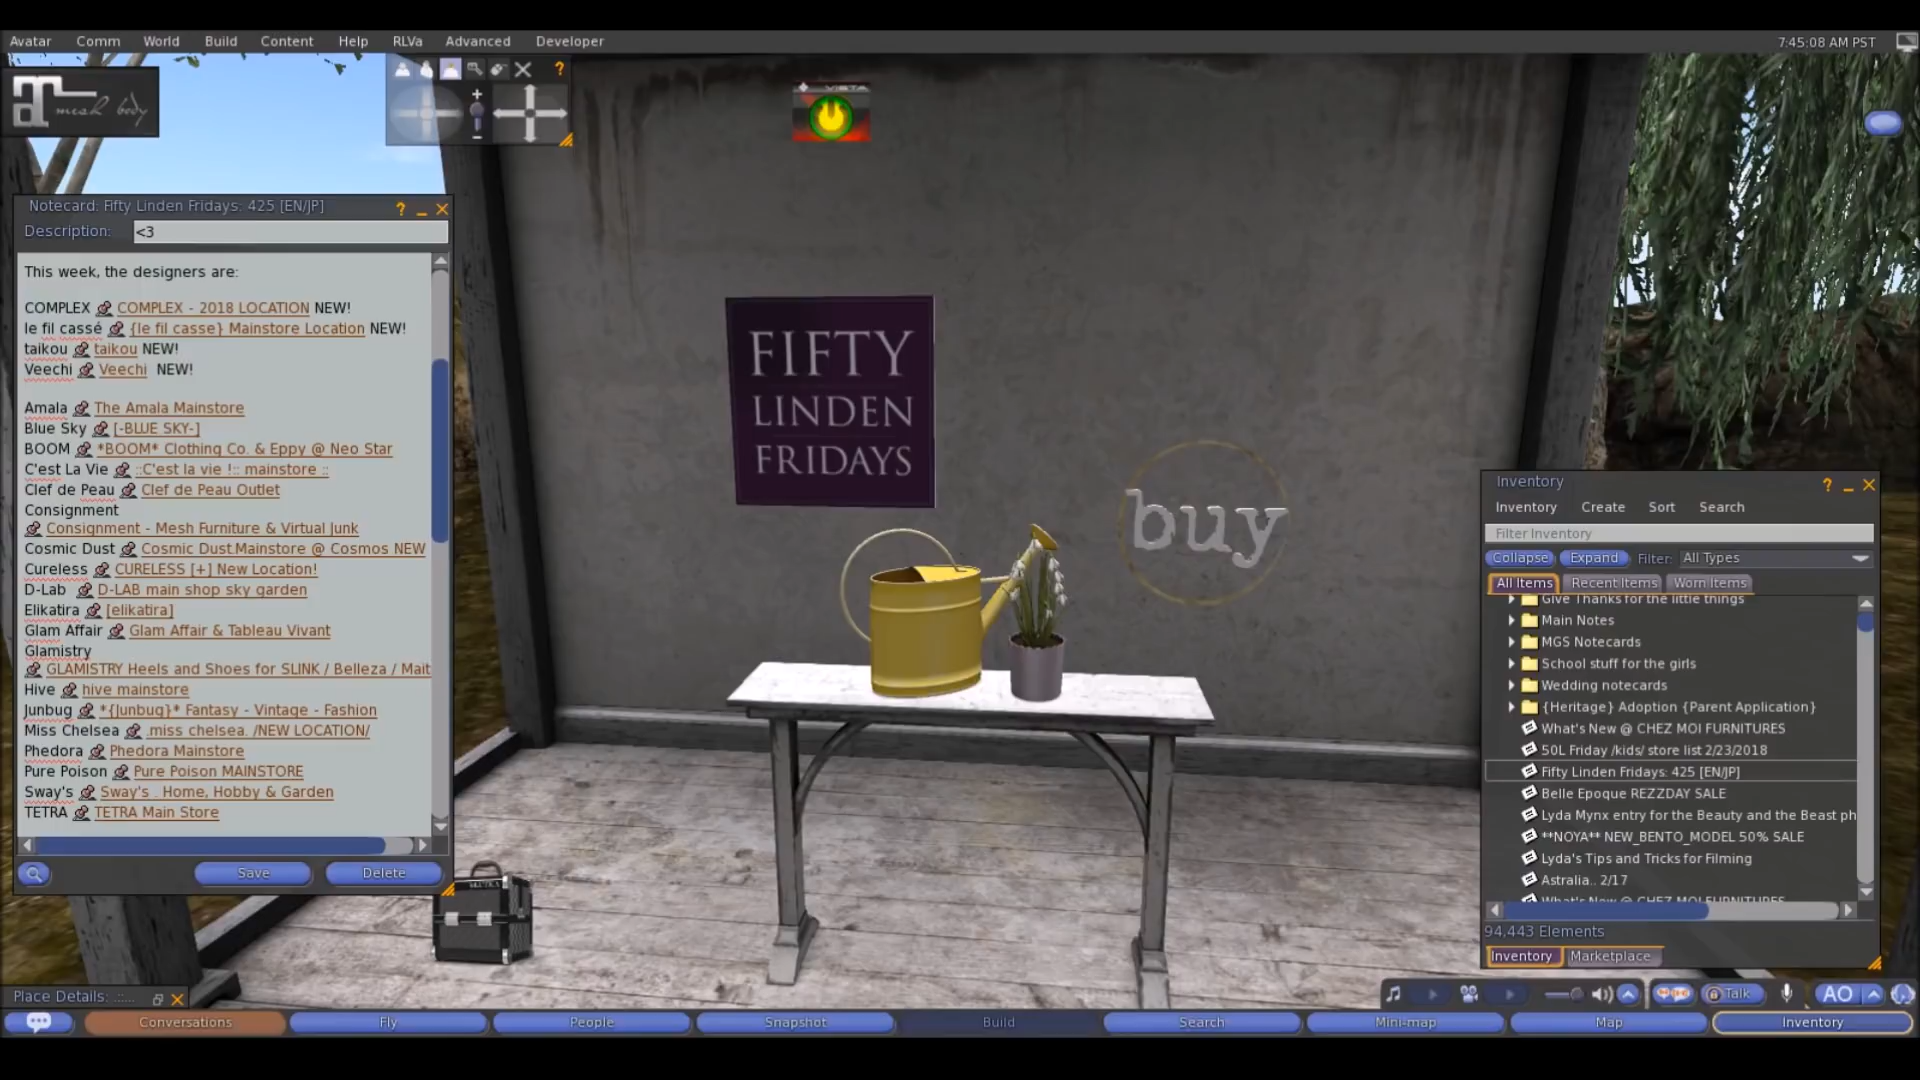 Avatar Comm World Build Content Help RLVa Advanced Developer
7:45:08 AM PST
mesh body
VISTA
Notecard: Fifty Linden Fridays: 425 [EN/JP]
Description: <3
This week, the designers are:
COMPLEX COMPLEX - 2018 LOCATION NEW!
le fil cassé {le fil casse} Mainstore Location NEW!
taikou taikou NEW!
Veechi Veechi NEW!
Amala The Amala Mainstore
Blue Sky [-BLUE SKY-]
BOOM *BOOM* Clothing Co. & Eppy @ Neo Star
C'est La Vie ::C'est la vie !:: mainstore ::
Clef de Peau Clef de Peau Outlet
Consignment
Consignment - Mesh Furniture & Virtual Junk
Cosmic Dust Cosmic Dust.Mainstore @ Cosmos NEW
Cureless CURELESS [+] New Location!
D-Lab D-LAB main shop sky garden
Elikatira [elikatira]
Glam Affair Glam Affair & Tableau Vivant
Glamistry
GLAMISTRY Heels and Shoes for SLINK / Belleza / Mait
Hive hive mainstore
Junbug *{Junbug}* Fantasy - Vintage - Fashion
Miss Chelsea .miss chelsea. /NEW LOCATION/
Phedora Phedora Mainstore
Pure Poison Pure Poison MAINSTORE
Sway's Sway's . Home, Hobby & Garden
TETRA TETRA Main Store
Save Delete
FIFTY
LINDEN
FRIDAYS
buy
Inventory
Inventory Create Sort Search
Filter Inventory
Collapse Expand Filter: All Types
All Items Recent Items Worn Items
Give Thanks for the little things
Main Notes
MGS Notecards
School stuff for the girls
Wedding notecards
{Heritage} Adoption {Parent Application}
What's New @ CHEZ MOI FURNITURES
50L Friday /kids/ store list 2/23/2018
Fifty Linden Fridays: 425 [EN/JP]
Belle Epoque REZZDAY SALE
Lyda Mynx entry for the Beauty and the Beast ph
**NOYA** NEW_BENTO_MODEL 50% SALE
Lyda's Tips and Tricks for Filming
Astralia.. 2/17
What's New @ CHEZ MOI FURNITURES
94,443 Elements
Inventory Marketplace
Place Details: .::...
Talk AO
Conversations Fly People Snapshot Build Search Mini-map Map Inventory